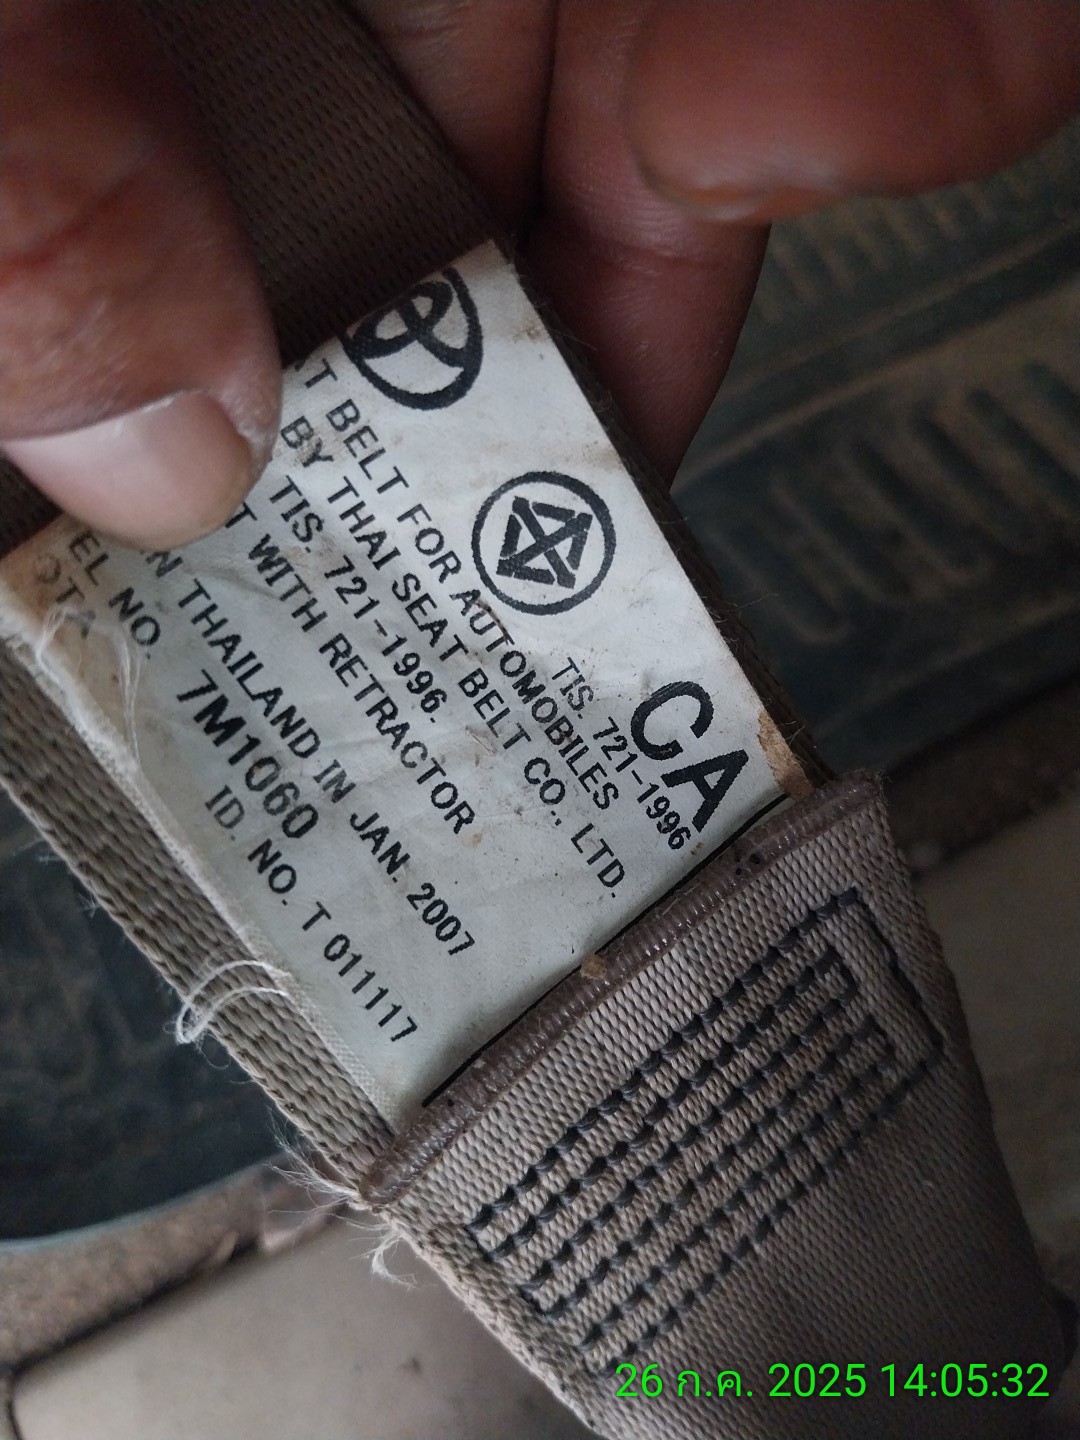 CA
TIS. 721-1996
BELT FOR AUTOMOBILES
BY THAI SEAT BELT CO., LTD.
TIS. 721-1996.
WITH RETRACTOR
IN THAILAND IN JAN. 2007
NO. 7M1060
ID. NO. T 011117
26 ก.ค. 2025 14:05:32